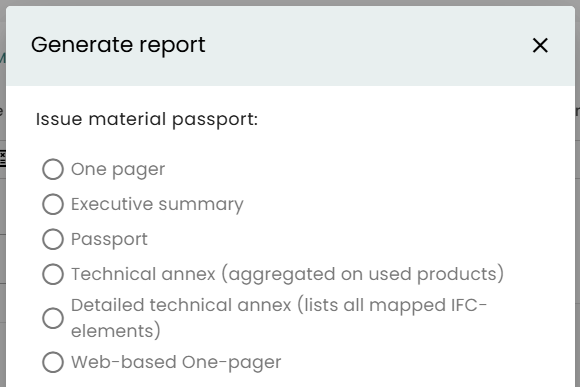 Generate report
Issue material passport:
One pager
Executive summary
Passport
Technical annex (aggregated on used products)
Detailed technical annex (lists all mapped IFC-
elements)
Web-based One-pager